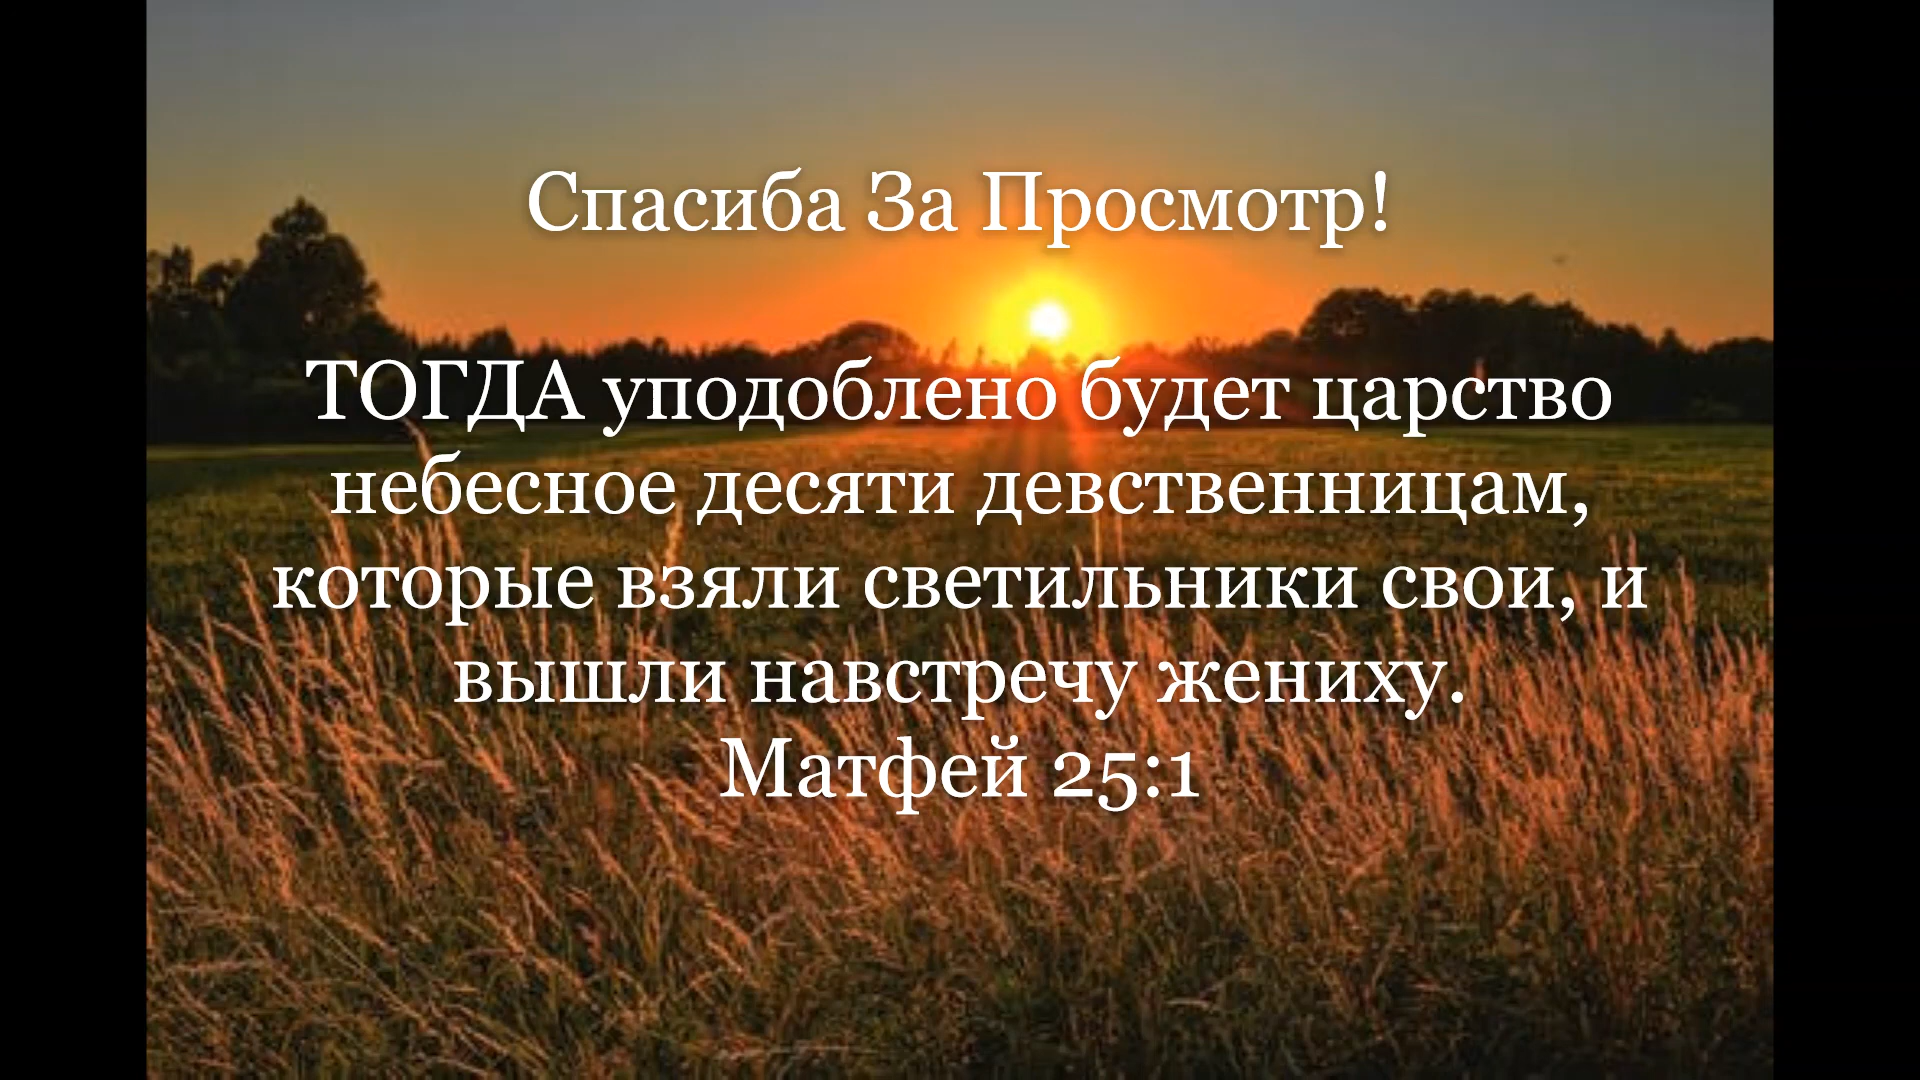 Спасиба За Просмотр!
ТОГДА уподоблено будет царство
небесное десяти девственницам,
которые взяли светильники свои, и
вышли навстречу жениху.
Матфей 25:1